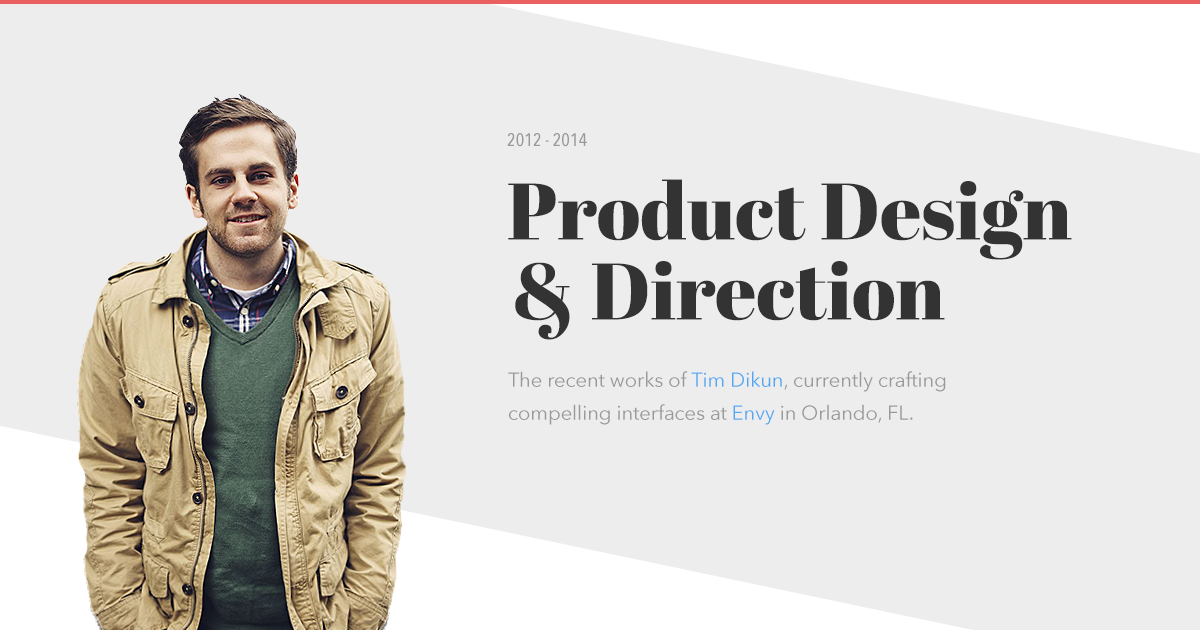 2012 - 2014
Product Design
& Direction
The recent works of Tim Dikun, currently crafting
compelling interfaces at Envy in Orlando, FL.